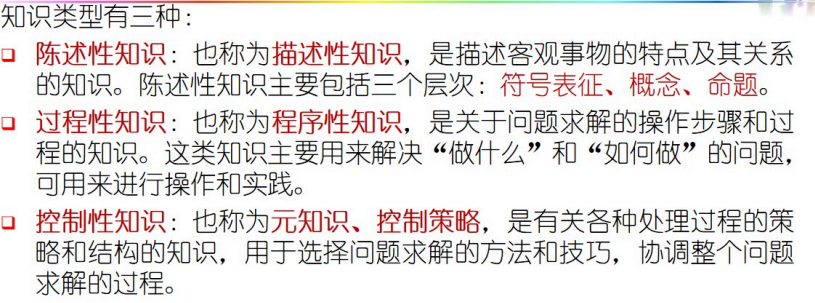 知识类型有三种：
陈述性知识：也称为描述性知识，是描述客观事物的特点及其关系
的知识。陈述性知识主要包括三个层次：符号表征、概念、命题。
过程性知识：也称为程序性知识，是关于问题求解的操作步骤和过
程的知识。这类知识主要用来解决“做什么”和“如何做”的问题，
可用来进行操作和实践。
控制性知识：也称为元知识、控制策略，是有关各种处理过程的策
略和结构的知识，用于选择问题求解的方法和技巧，协调整个问题
求解的过程。